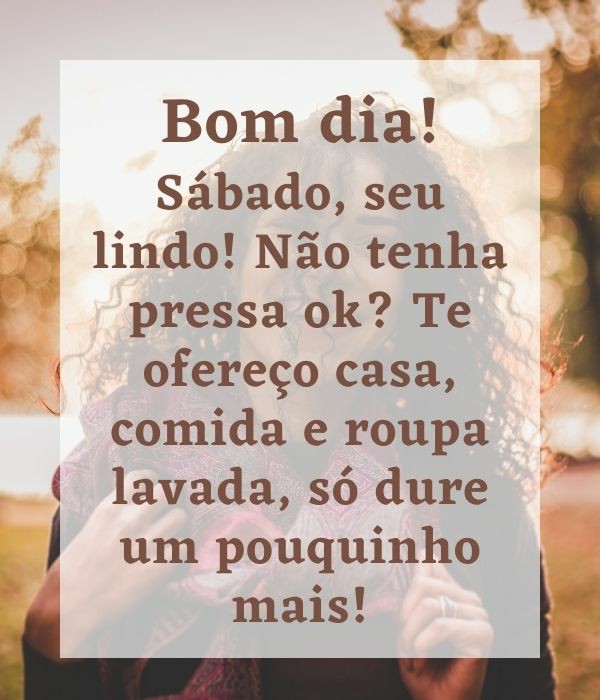 Bom dia!
Sábado, seu
lindo! Não tenha
pressa ok? Te
ofereço casa,
comida e roupa
lavada, só dure
um pouquinho
mais!